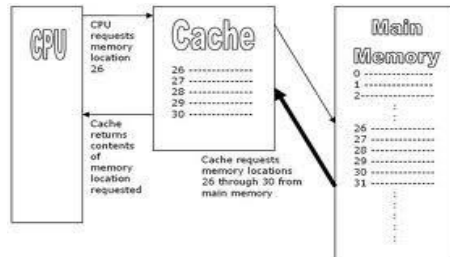 CPU
CPU
requests
memory
location
26
Cache
returns
contents
of
memory
location
requested
Cache
26 --------------
27 --------------
28 --------------
29 --------------
30 --------------
Cache requests
memory locations
26 through 30 from
main memory
Main
Memory
0 --------------
1 --------------
2 --------------
:
:
26 --------------
27 --------------
28 --------------
29 --------------
30 --------------
31 --------------
:
:
:
:
: